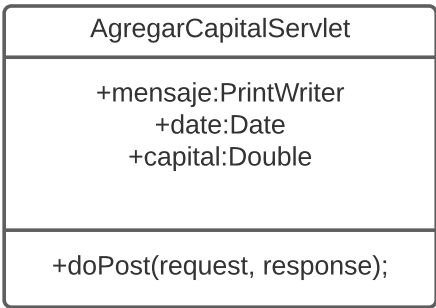 AgregarCapitalServlet
+mensaje:PrintWriter
+date:Date
+capital:Double
+doPost(request, response);